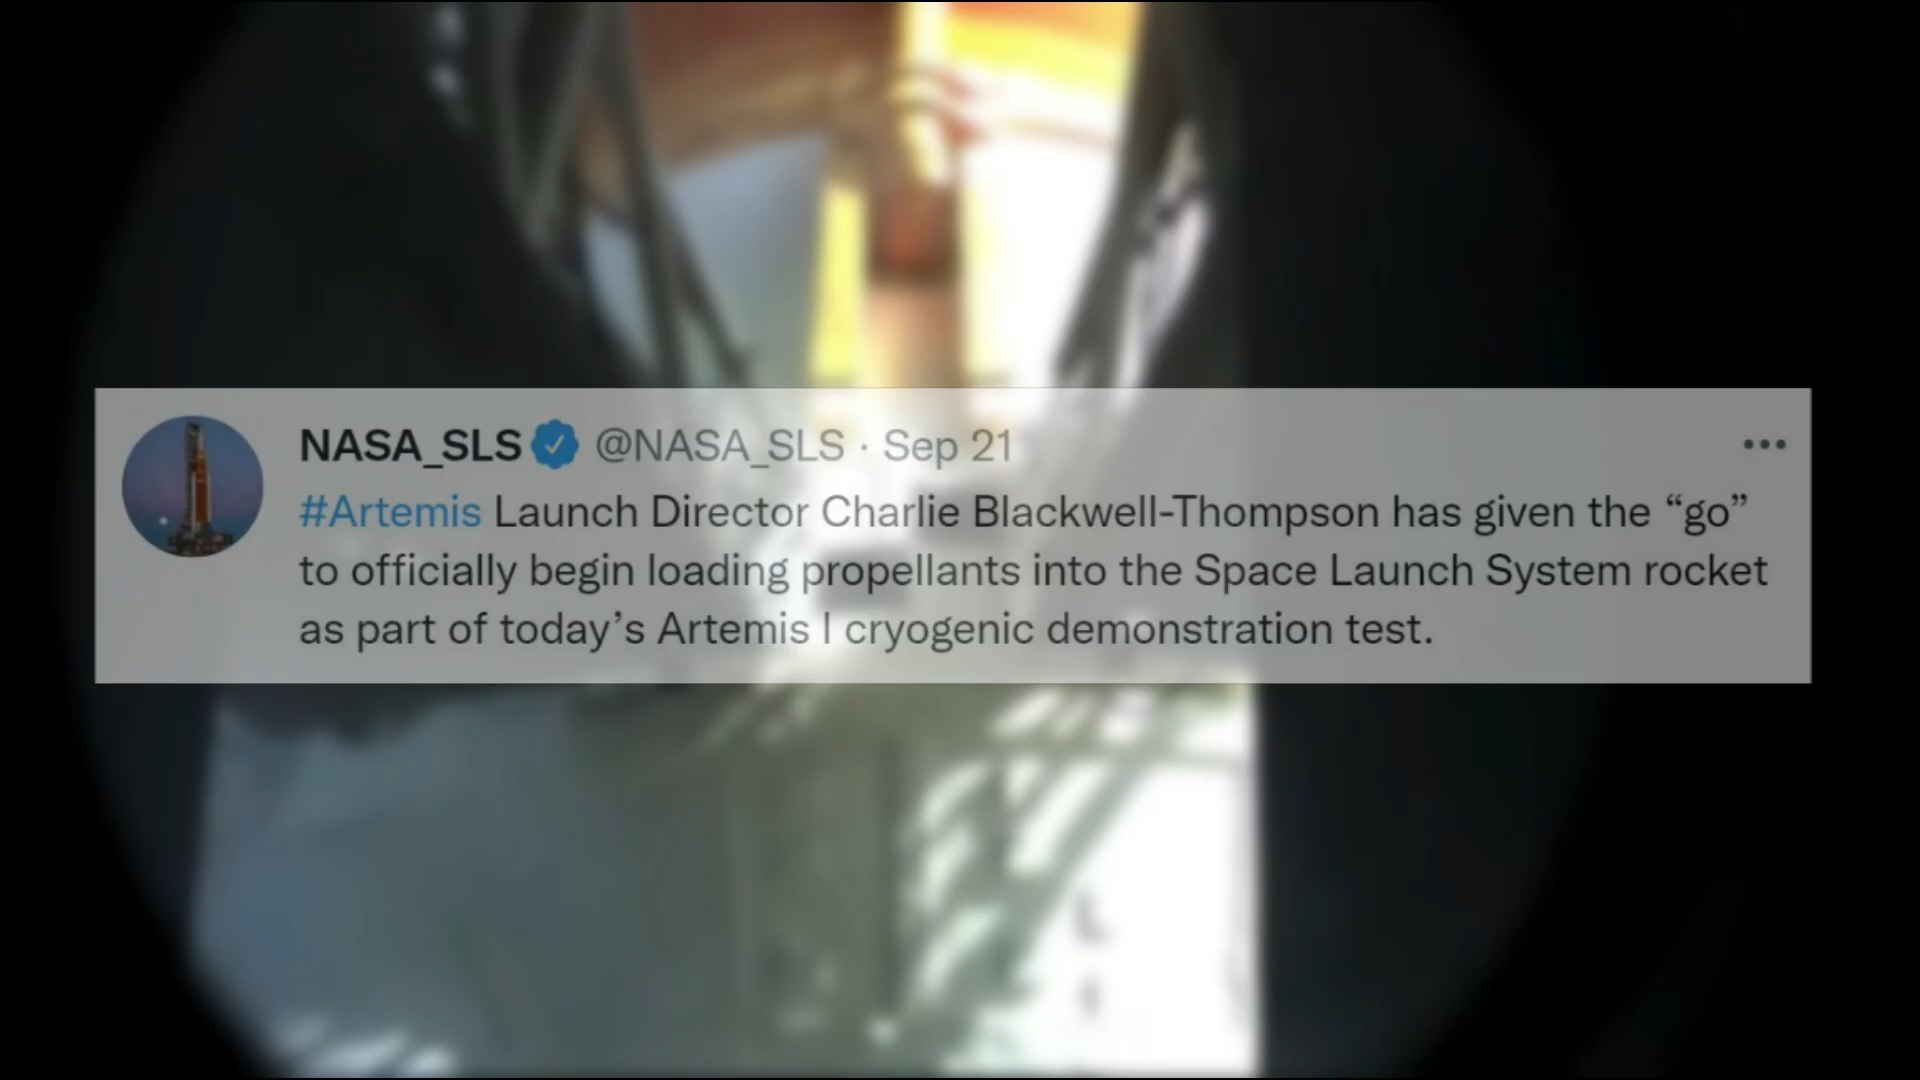 NASA_SLS @NASA_SLS · Sep 21
#Artemis Launch Director Charlie Blackwell-Thompson has given the “go”
to officially begin loading propellants into the Space Launch System rocket
as part of today’s Artemis I cryogenic demonstration test.